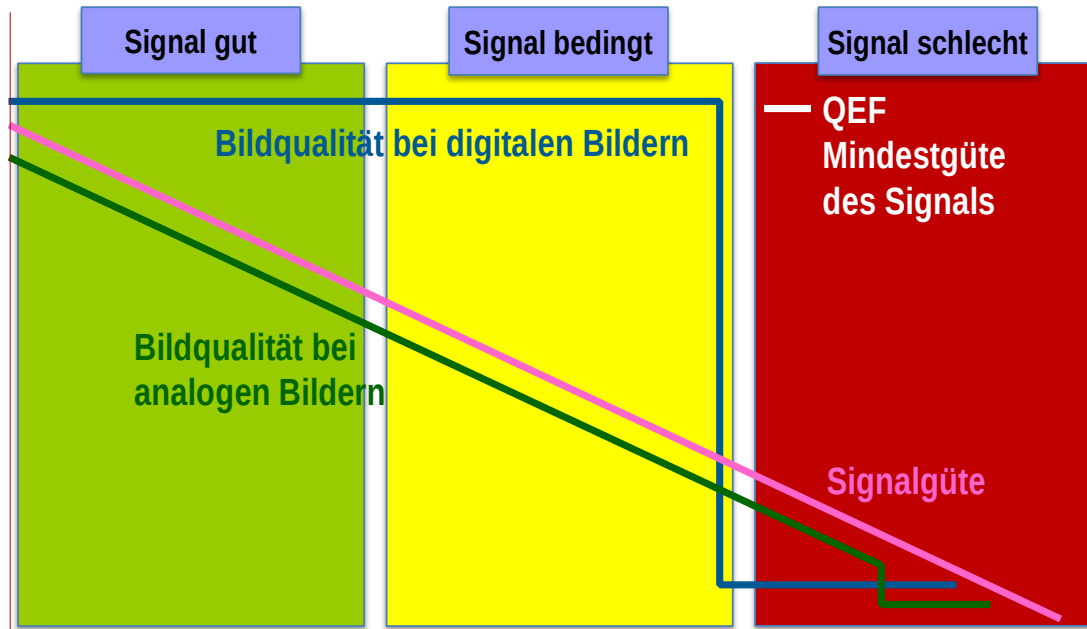 Signal gut
Signal bedingt
Signal schlecht
QEF
Mindestgüte
des Signals
Bildqualität bei digitalen Bildern
Bildqualität bei
analogen Bildern
Signalgüte